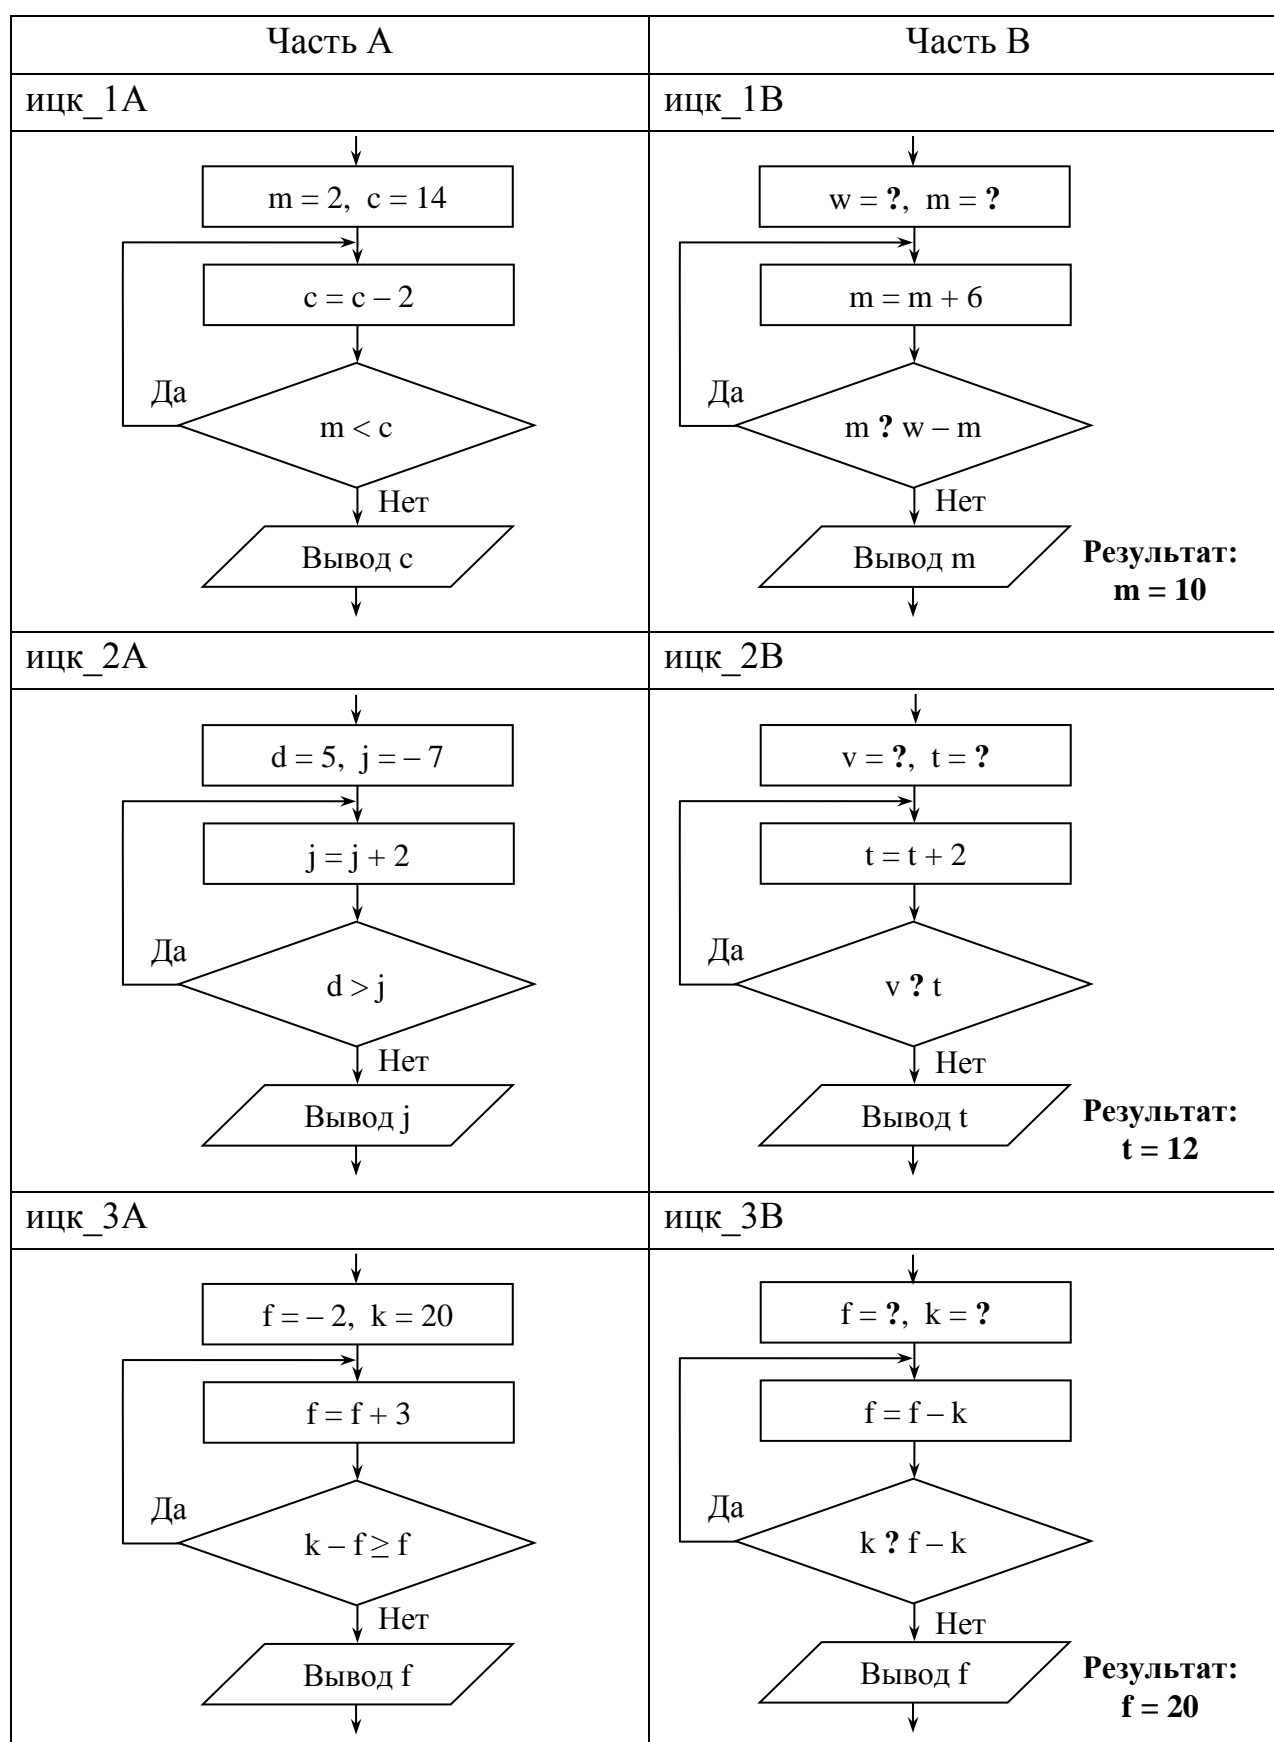 Часть А
Часть В
ицк_1А
ицк_1В
m = 2, c = 14
c = c – 2
Да
m < c
Нет
Вывод c
w = ?, m = ?
m = m + 6
Да
m ? w – m
Нет
Вывод m
Результат:
m = 10
ицк_2А
ицк_2В
d = 5, j = – 7
j = j + 2
Да
d > j
Нет
Вывод j
v = ?, t = ?
t = t + 2
Да
v ? t
Нет
Вывод t
Результат:
t = 12
ицк_3А
ицк_3В
f = – 2, k = 20
f = f + 3
Да
k – f ≥ f
Нет
Вывод f
f = ?, k = ?
f = f – k
Да
k ? f – k
Нет
Вывод f
Результат:
f = 20